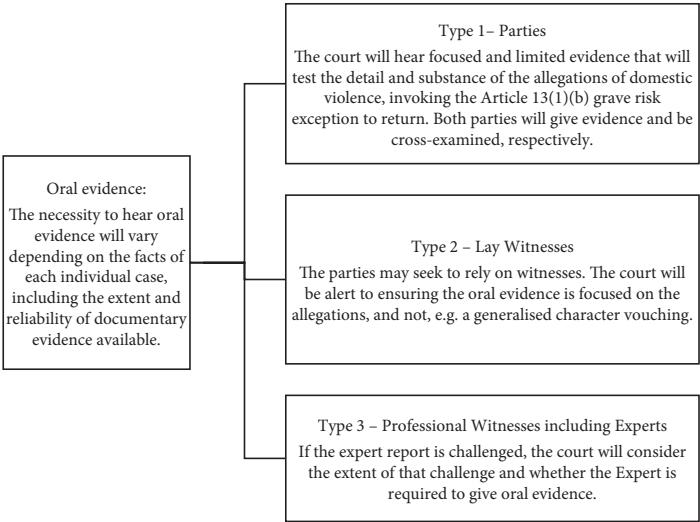 Oral evidence:
The necessity to hear oral
evidence will vary
depending on the facts of
each individual case,
including the extent and
reliability of documentary
evidence available.
Type 1– Parties
The court will hear focused and limited evidence that will
test the detail and substance of the allegations of domestic
violence, invoking the Article 13(1)(b) grave risk
exception to return. Both parties will give evidence and be
cross-examined, respectively.
Type 2 – Lay Witnesses
The parties may seek to rely on witnesses. The court will
be alert to ensuring the oral evidence is focused on the
allegations, and not, e.g. a generalised character vouching.
Type 3 – Professional Witnesses including Experts
If the expert report is challenged, the court will consider
the extent of that challenge and whether the Expert is
required to give oral evidence.